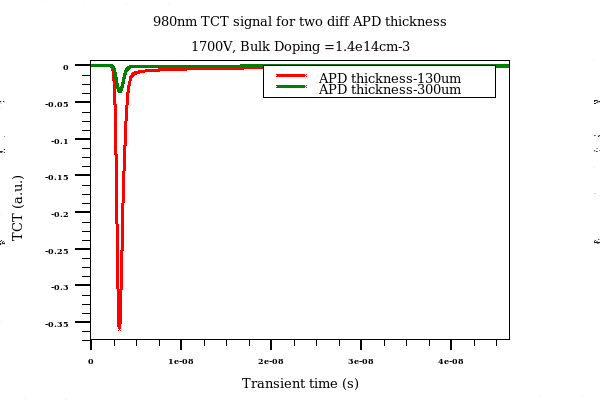 980nm TCT signal for two diff APD thickness
1700V, Bulk Doping =1.4e14cm-3
0
-0.05
-0.1
-0.15
-0.2
-0.25
-0.3
-0.35
TCT (a.u.)
APD thickness-130um
APD thickness-300um
0
1e-08
2e-08
3e-08
4e-08
Transient time (s)